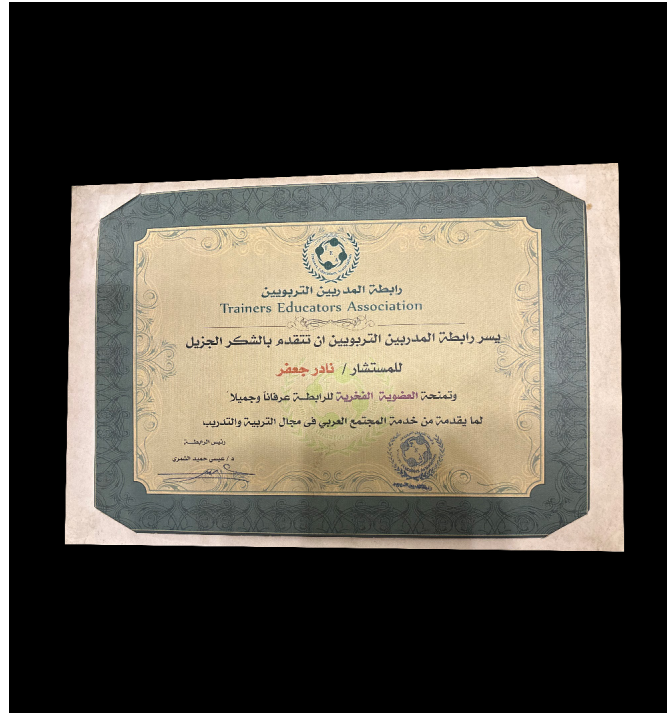 رابطة المدربين التربويين
Trainers Educators Association
يسر رابطة المدربين التربويين ان تتقدم بالشكر الجزيل
للمستشار / نادر جعفر
وتمنحة العضوية الفخرية للرابطة عرفاناً وجميلاً
لما يقدمة من خدمة المجتمع العربي فى مجال التربية والتدريب
رئيس الرابطة
د / عيسى حميد الشمرى